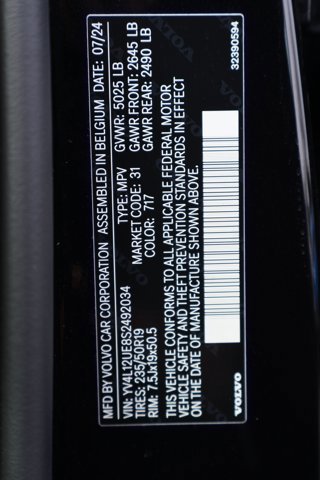 MFD BY VOLVO CAR CORPORATION ASSEMBLED IN BELGIUM DATE: 07/24
VIN: YV4L12UE8S2492034 TYPE: MPV GVWR: 5025 LB
TIRES: 235/50R19 MARKET CODE: 31 GAWR FRONT: 2645 LB
RIM: 7.5Jx19x50.5 COLOR: 717 GAWR REAR: 2490 LB
THIS VEHICLE CONFORMS TO ALL APPLICABLE FEDERAL MOTOR
VEHICLE SAFETY AND THEFT PREVENTION STANDARDS IN EFFECT
ON THE DATE OF MANUFACTURE SHOWN ABOVE.
VOLVO 32390594